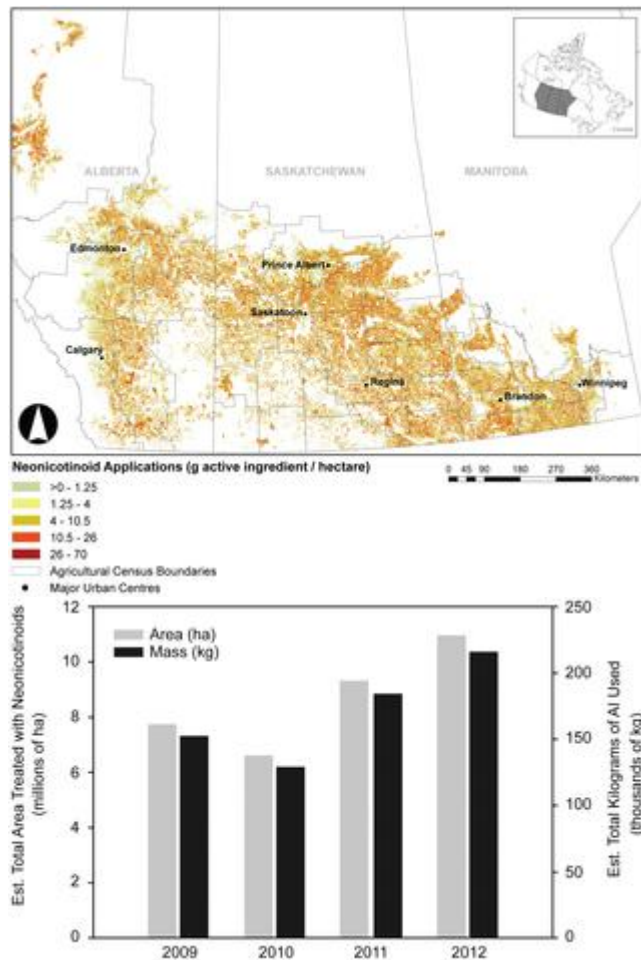 ALBERTA
SASKATCHEWAN
MANITOBA
Edmonton
Prince Albert
Saskatoon
Calgary
Regina
Brandon
Winnipeg
Neonicotinoid Applications (g active ingredient / hectare)
>0 - 1.25
1.25 - 4
4 - 10.5
10.5 - 26
26 - 70
Agricultural Census Boundaries
Major Urban Centres
0 45 90 180 270 360
Kilometers
Est. Total Area Treated with Neonicotinoids
(millions of ha)
12
10
8
6
4
2
0
Area (ha)
Mass (kg)
250
200
150
100
50
0
Est. Total Kilograms of AI Used
(thousands of kg)
2009 2010 2011 2012